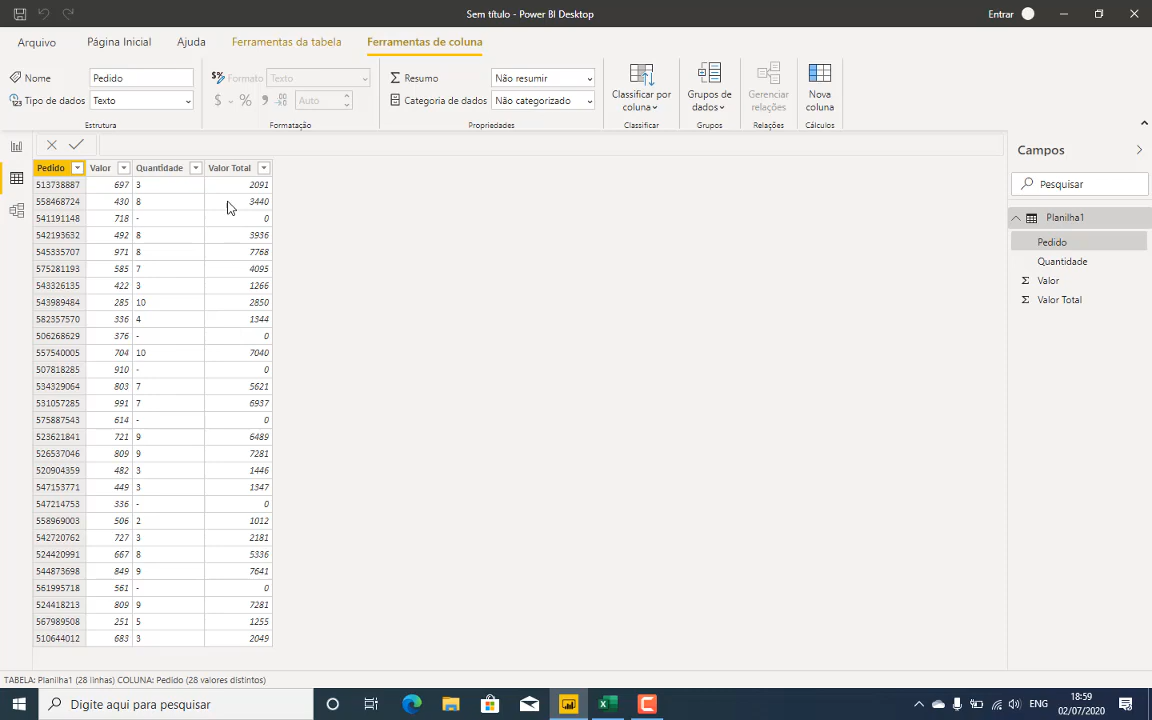 Sem título - Power BI Desktop
Entrar
Arquivo
Página Inicial
Ajuda
Ferramentas da tabela
Ferramentas de coluna
Nome
Pedido
Tipo de dados
Texto
Estrutura
$% Formato
Texto
$ % 9 .00 Auto
Formatação
Σ Resumo
Não resumir
Categoria de dados
Não categorizado
Propriedades
Classificar por coluna
Classificar
Grupos de dados
Grupos
Gerenciar relações
Relações
Nova coluna
Cálculos
Pedido Valor Quantidade Valor Total
513738887 697 3 2091
558468724 430 8 3440
541191148 718 - 0
542193632 492 8 3936
545335707 971 8 7768
575281193 585 7 4095
543326135 422 3 1266
543989484 285 10 2850
582357570 336 4 1344
506268629 376 - 0
557540005 704 10 7040
507818285 910 - 0
534329064 803 7 5621
531057285 991 7 6937
575887543 614 - 0
523621841 721 9 6489
526537046 809 9 7281
520904359 482 3 1446
547153771 449 3 1347
547214753 336 - 0
558969003 506 2 1012
542720762 727 3 2181
524420991 667 8 5336
544873698 849 9 7641
561995718 561 - 0
524418213 809 9 7281
567989508 251 5 1255
510644012 683 3 2049
Campos
Pesquisar
Planilha1
Pedido
Quantidade
Σ Valor
Σ Valor Total
TABELA: Planilha1 (28 linhas) COLUNA: Pedido (28 valores distintos)
Digite aqui para pesquisar
ENG
18:59
02/07/2020